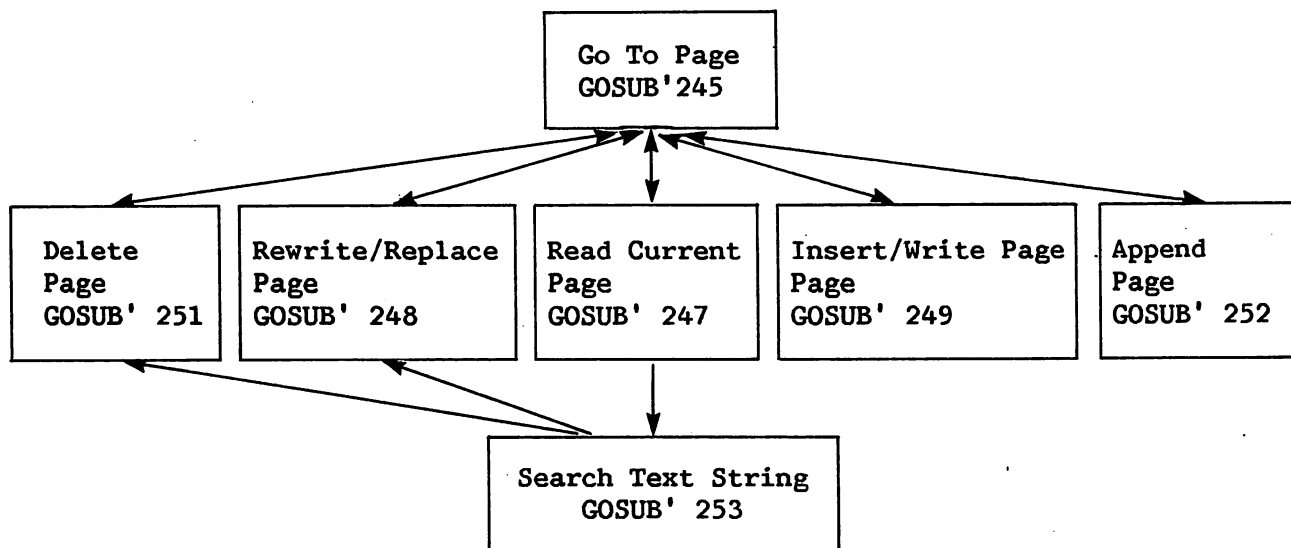 Go To Page
GOSUB'245
Delete
Page
GOSUB' 251
Rewrite/Replace
Page
GOSUB' 248
Read Current
Page
GOSUB' 247
Insert/Write Page
Page
GOSUB' 249
Append
Page
GOSUB' 252
Search Text String
GOSUB' 253